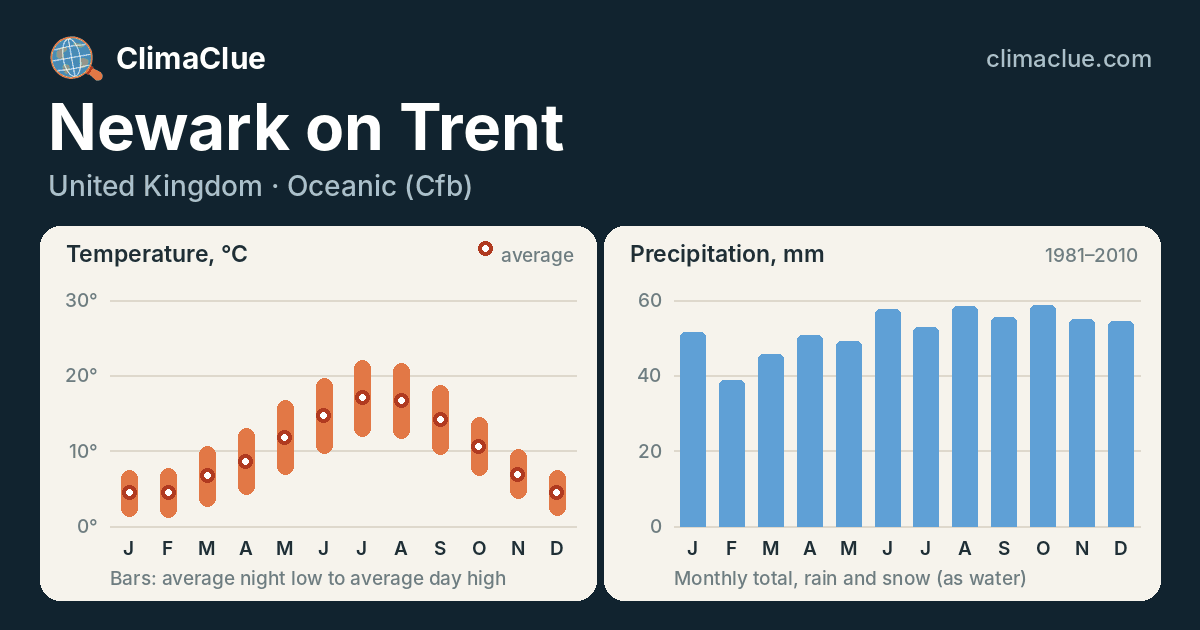 ClimaClue
climaclue.com
Newark on Trent
United Kingdom · Oceanic (Cfb)
Temperature, °C
average
30°
20°
10°
0°
J F M A M J J A S O N D
Bars: average night low to average day high
Precipitation, mm
1981–2010
60
40
20
0
J F M A M J J A S O N D
Monthly total, rain and snow (as water)